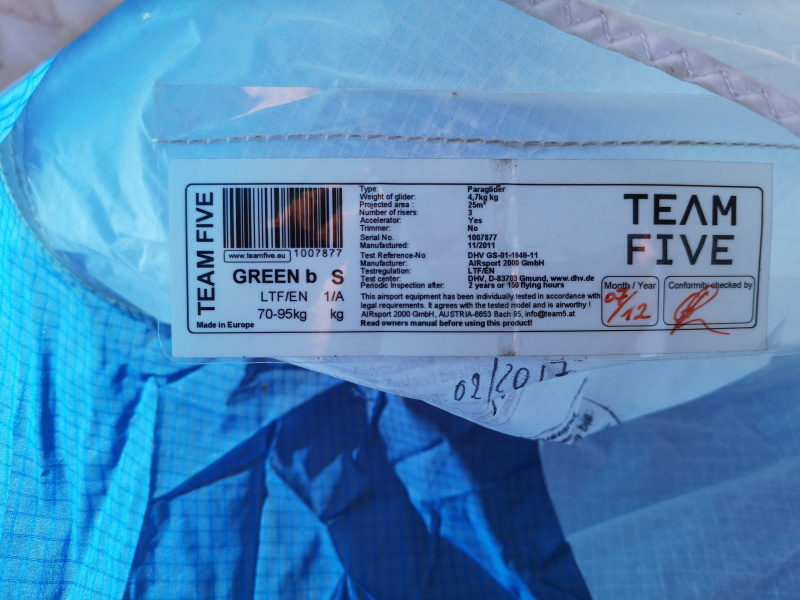 TEAM FIVE
www.teamfive.eu 1007877
GREEN b S
LTF/EN 1/A
70-95kg kg
Made in Europe
Type: Paraglider
Weight of glider: 4,7kg kg
Projected area : 25m²
Number of risers: 3
Accelerator: Yes
Trimmer: No
Serial No. 1007877
Manufactured: 11/2011
Test Reference-No: DHV GS-01-1949-11
Manufacturer: AIRsport 2000 GmbH
Testregulation: LTF/EN
Test center: DHV, D-83703 Gmund, www.dhv.de
Periodic Inspection after: 2 years or 150 flying hours
This airsport equipment has been individually tested in accordance with
legal requirements. It agrees with the tested model and is airworthy!
AIRsport 2000 GmbH, AUSTRIA-6653 Bach 95, info@team5.at
Read owners manual before using this product!
TEAM
FIVE
Month / Year
07/12
Conformity checked by
02/2017